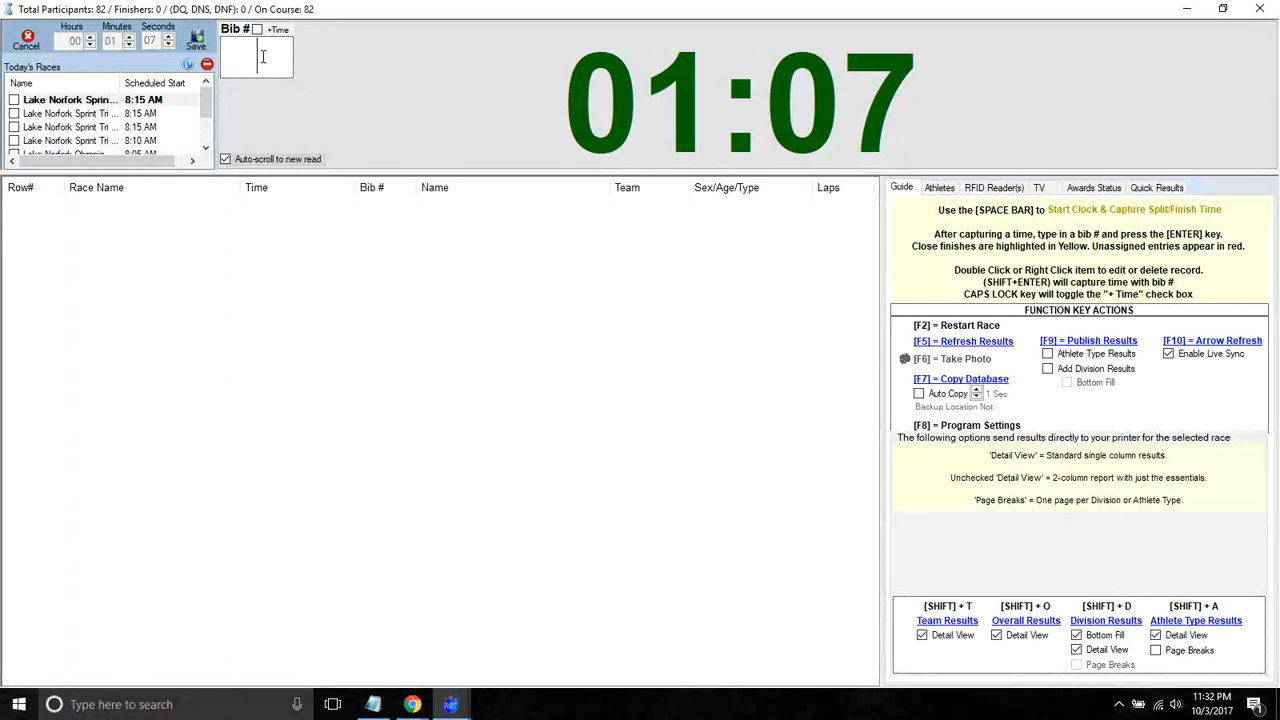 Total Participants: 82 / Finishers: 0 / (DQ, DNS, DNF): 0 / On Course: 82
Hours Minutes Seconds
Cancel 00 01 07 Save
Bib # +Time
01:07
Today's Races
Name Scheduled Start
Lake Norfork Sprin... 8:15 AM
Lake Norfork Sprint Tri ... 8:15 AM
Lake Norfork Sprint Tri ... 8:15 AM
Lake Norfork Sprint Tri ... 8:10 AM
Lake Norfork Olympic 8:05 AM
Auto-scroll to new read
Row# Race Name Time Bib # Name Team Sex/Age/Type Laps
Guide Athletes RFID Reader(s) TV Awards Status Quick Results
Use the [SPACE BAR] to Start Clock & Capture Split/Finish Time
After capturing a time, type in a bib # and press the [ENTER] key.
Close finishes are highlighted in Yellow. Unassigned entries appear in red.
Double Click or Right Click item to edit or delete record.
(SHIFT+ENTER) will capture time with bib #
CAPS LOCK key will toggle the "+ Time" check box
FUNCTION KEY ACTIONS
[F2] = Restart Race
[F5] = Refresh Results [F9] = Publish Results [F10] = Arrow Refresh
[F6] = Take Photo Athlete Type Results Enable Live Sync
[F7] = Copy Database Add Division Results
Auto Copy 1 Sec Bottom Fill
Backup Location Not
[F8] = Program Settings
The following options send results directly to your printer for the selected race
'Detail View' = Standard single column results.
Unchecked 'Detail View' = 2-column report with just the essentials.
'Page Breaks' = One page per Division or Athlete Type.
[SHIFT] + T [SHIFT] + O [SHIFT] + D [SHIFT] + A
Team Results Overall Results Division Results Athlete Type Results
Detail View Detail View Bottom Fill Detail View
Detail View Page Breaks
Page Breaks
Type here to search
11:32 PM
10/3/2017